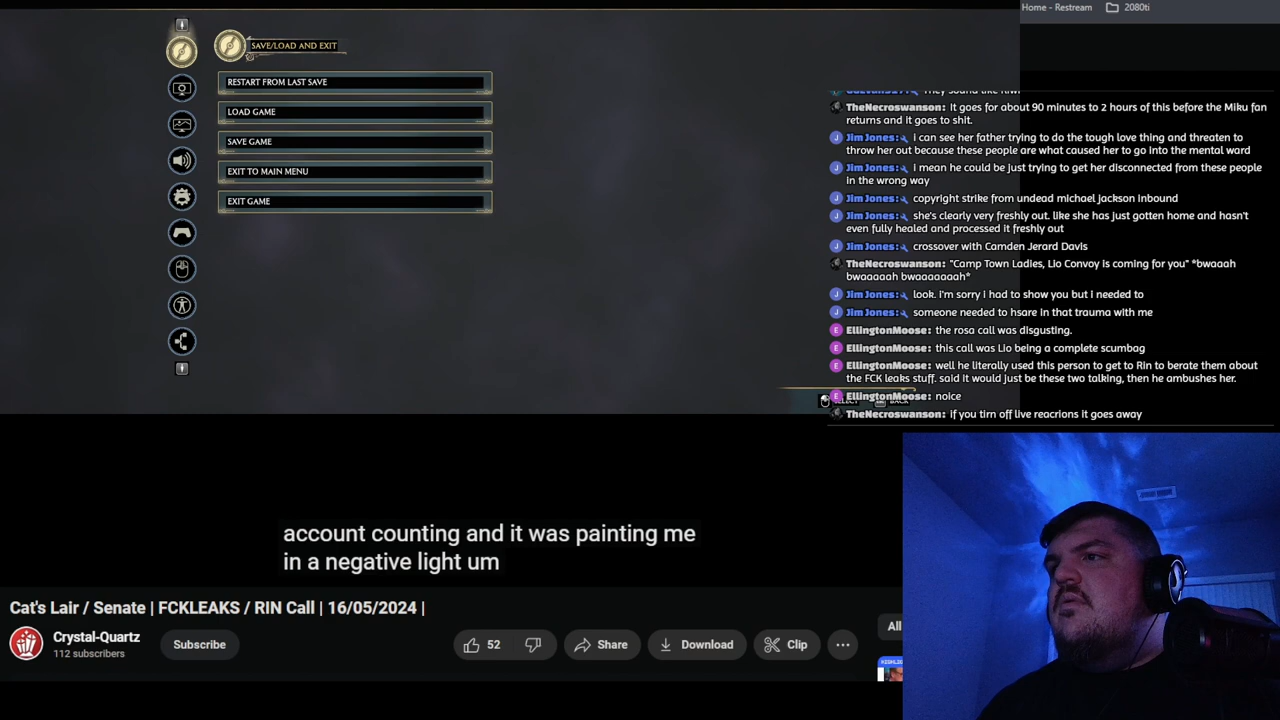 Home - Restream
2080ti
SAVE/LOAD AND EXIT
RESTART FROM LAST SAVE
LOAD GAME
SAVE GAME
EXIT TO MAIN MENU
EXIT GAME
TheNecroswanson: It goes for about 90 minutes to 2 hours of this before the Miku fan
returns and it goes to shit.
Jim Jones: i can see her father trying to do the tough love thing and threaten to
throw her out because these people are what caused her to go into the mental ward
Jim Jones: I mean he could be just trying to get her disconnected from these people
in the wrong way
Jim Jones: copyright strike from undead michael jackson inbound
Jim Jones: she's clearly very freshly out. like she has just gotten home and hasn't
even fully healed and processed it freshly out
Jim Jones: crossover with Camden Jerard Davis
TheNecroswanson: "Camp Town Ladies, Lio Convoy is coming for you" *bwaah
bwaaaaah bwaaaaaaah*
Jim Jones: look. i'm sorry i had to show you but i needed to
Jim Jones: someone needed to hsare in that trauma with me
EllingtonMoose: the rosa call was disgusting.
EllingtonMoose: this call was Lio being a complete scumbag
EllingtonMoose: well he literally used this person to get to Rin to berate them about
the FCK leaks stuff. said it would just be these two talking, then he ambushes her.
EllingtonMoose: noice
TheNecroswanson: if you tirn off live reacrions it goes away
account counting and it was painting me
in a negative light um
Cat's Lair / Senate | FCKLEAKS / RIN Call | 16/05/2024 |
Crystal-Quartz
112 subscribers
Subscribe
52
Share
Download
Clip
All